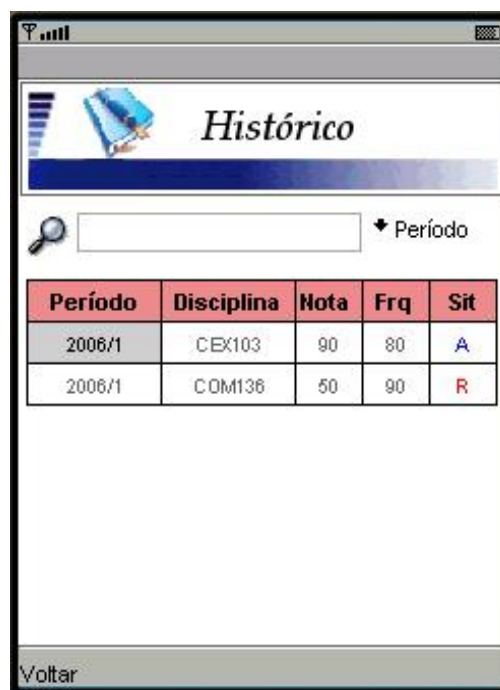 Histórico
Período
Período Disciplina Nota Frq Sit
2006/1 CEX103 90 80 A
2006/1 COM136 50 90 R
Voltar